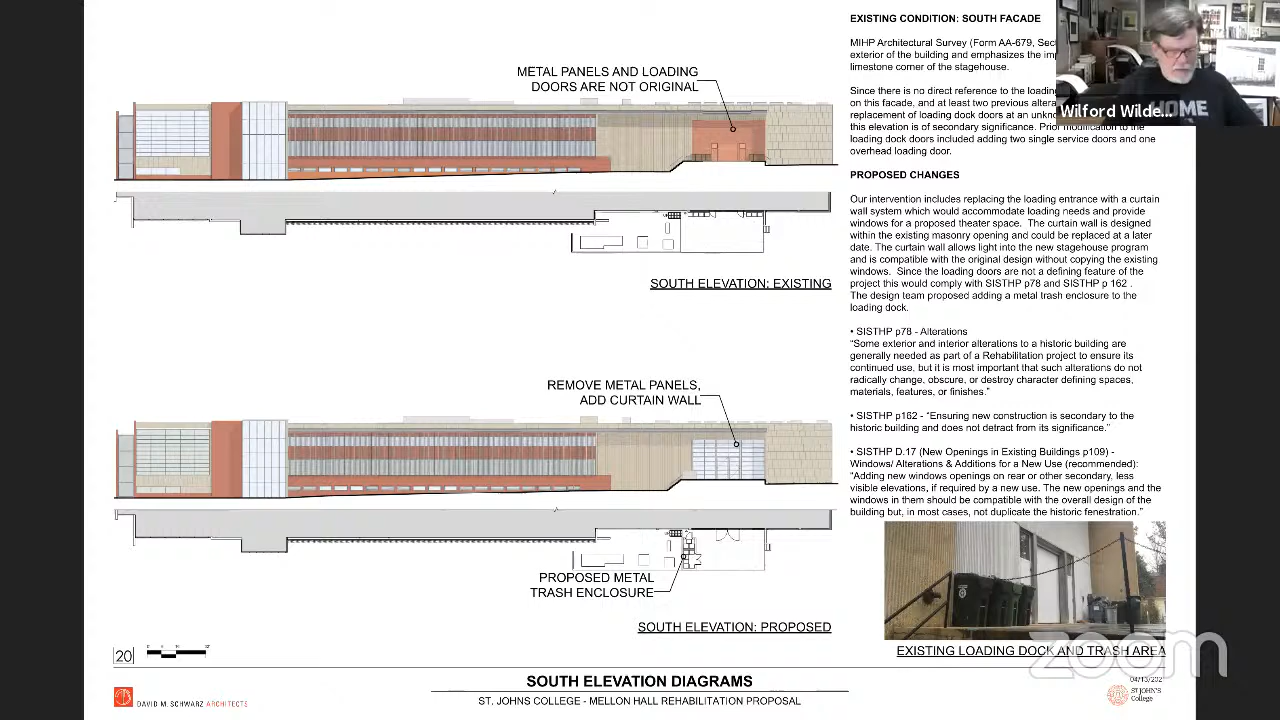 EXISTING CONDITION: SOUTH FACADE
MIHP Architectural Survey (Form AA-679, Sec
exterior of the building and emphasizes the im
limestone corner of the stagehouse.
Since there is no direct reference to the loadin
on this facade, and at least two previous altera
replacement of loading dock doors at an unkn
this elevation is of secondary significance. Prior modification to the
loading dock doors included adding two single service doors and one
overhead loading door.
PROPOSED CHANGES
Our intervention includes replacing the loading entrance with a curtain
wall system which would accommodate loading needs and provide
windows for a proposed theater space. The curtain wall is designed
within the existing masonry opening and could be replaced at a later
date. The curtain wall allows light into the new stagehouse program
and is compatible with the original design without copying the existing
windows. Since the loading doors are not a defining feature of the
project this would comply with SISTHP p78 and SISTHP p 162 .
The design team proposed adding a metal trash enclosure to the
loading dock.
• SISTHP p78 - Alterations
“Some exterior and interior alterations to a historic building are
generally needed as part of a Rehabilitation project to ensure its
continued use, but it is most important that such alterations do not
radically change, obscure, or destroy character defining spaces,
materials, features, or finishes.”
• SISTHP p162 - “Ensuring new construction is secondary to the
historic building and does not detract from its significance.”
• SISTHP D.17 (New Openings in Existing Buildings p109) -
Windows/ Alterations & Additions for a New Use (recommended):
“Adding new windows openings on rear or other secondary, less
visible elevations, if required by a new use. The new openings and the
windows in them should be compatible with the overall design of the
building but, in most cases, not duplicate the historic fenestration.”
EXISTING LOADING DOCK AND TRASH AREA
METAL PANELS AND LOADING
DOORS ARE NOT ORIGINAL
SOUTH ELEVATION: EXISTING
REMOVE METAL PANELS,
ADD CURTAIN WALL
PROPOSED METAL
TRASH ENCLOSURE
SOUTH ELEVATION: PROPOSED
20
SOUTH ELEVATION DIAGRAMS
ST. JOHNS COLLEGE - MELLON HALL REHABILITATION PROPOSAL
DAVID M. SCHWARZ ARCHITECTS
04/13/202
ST JOHN'S
College
Wilford Wilde...
HOME
zoom